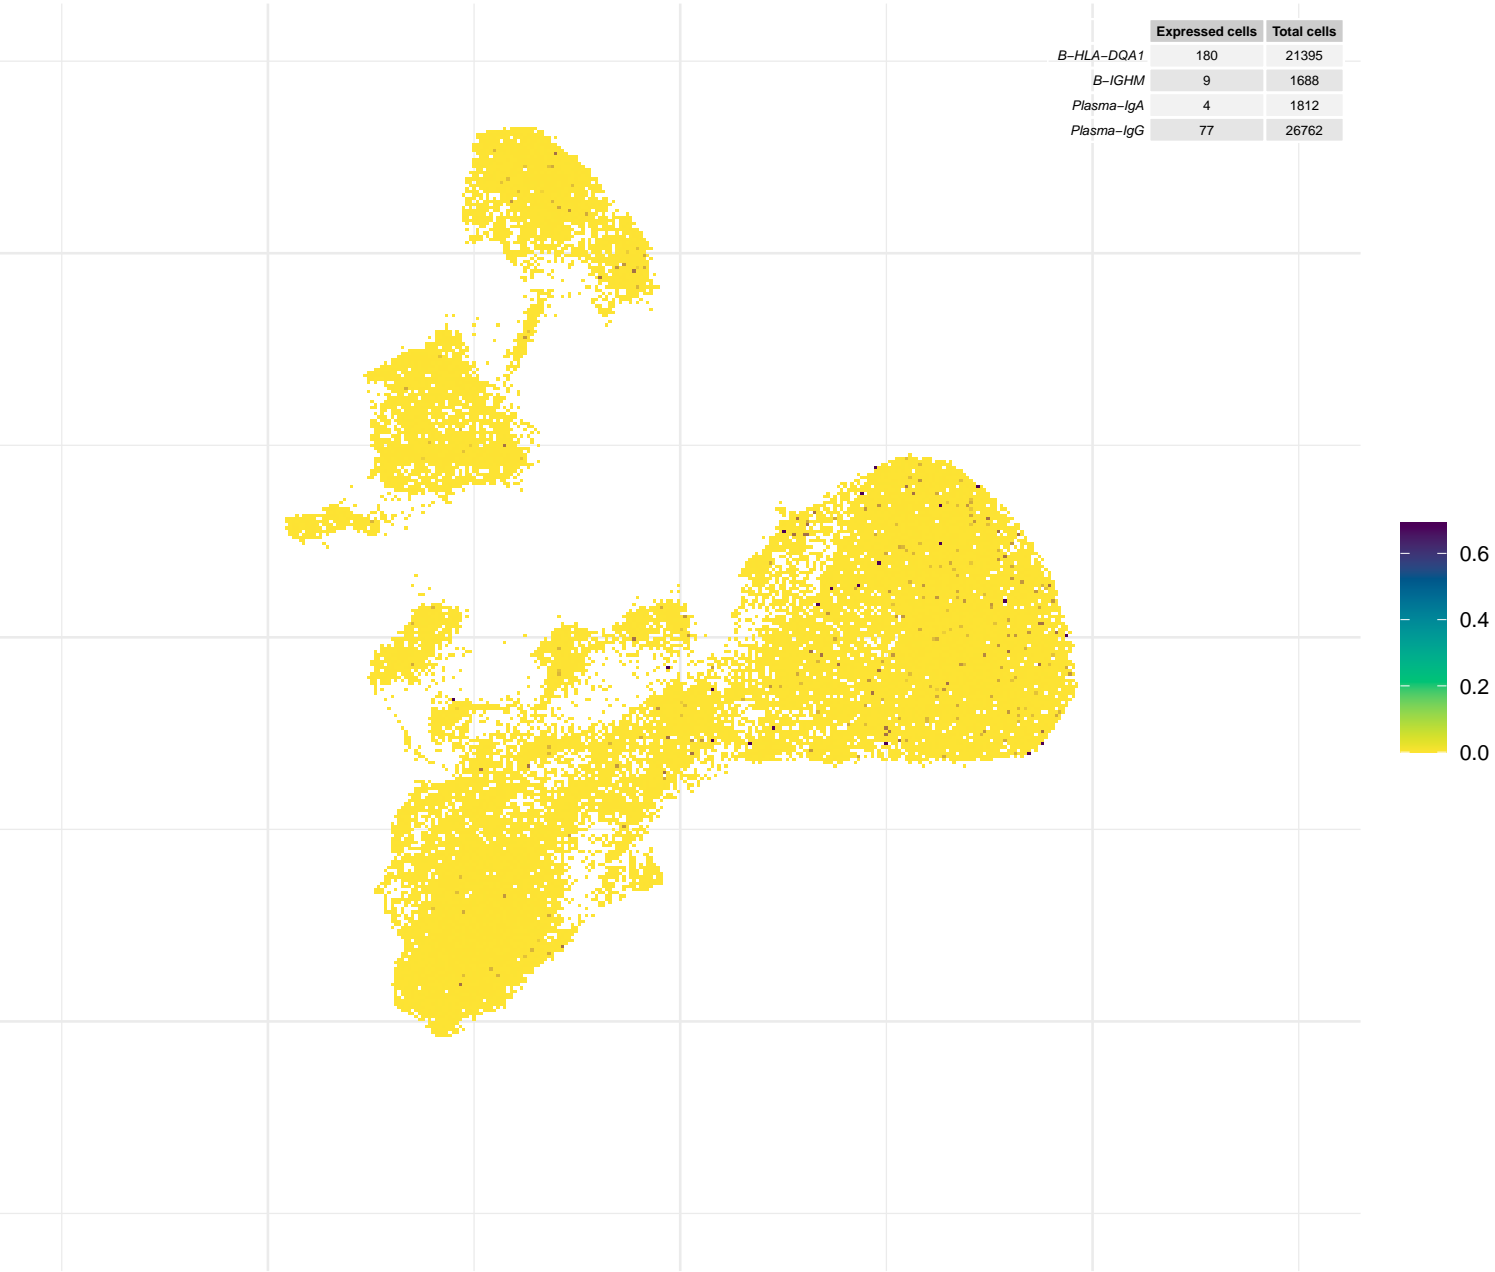 Expressed cells Total cells
B−HLA−DQA1 180 21395
B−IGHM 9 1688
Plasma−IgA 4 1812
Plasma−IgG 77 26762
0.6
0.4
0.2
0.0